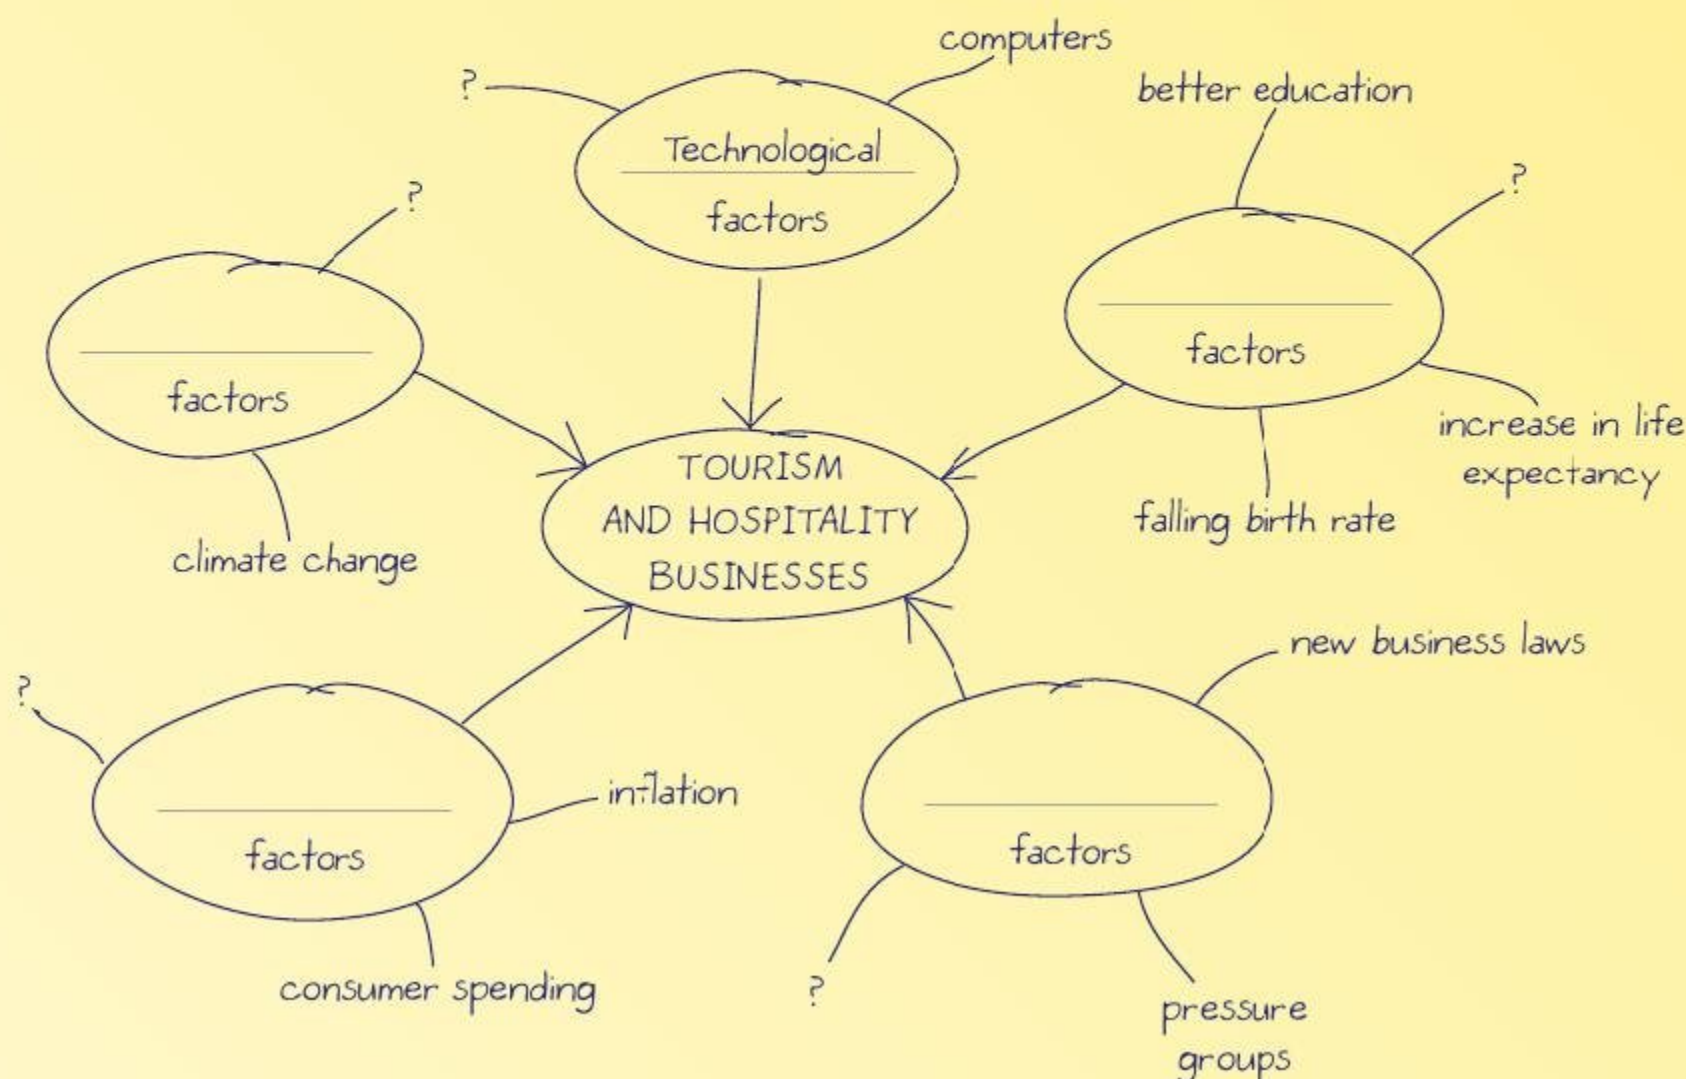 computers
?
better education
Technological
factors
?
?
factors
factors
increase in life
expectancy
falling birth rate
TOURISM
AND HOSPITALITY
BUSINESSES
climate change
new business laws
?
inflation
factors
factors
consumer spending
?
pressure
groups